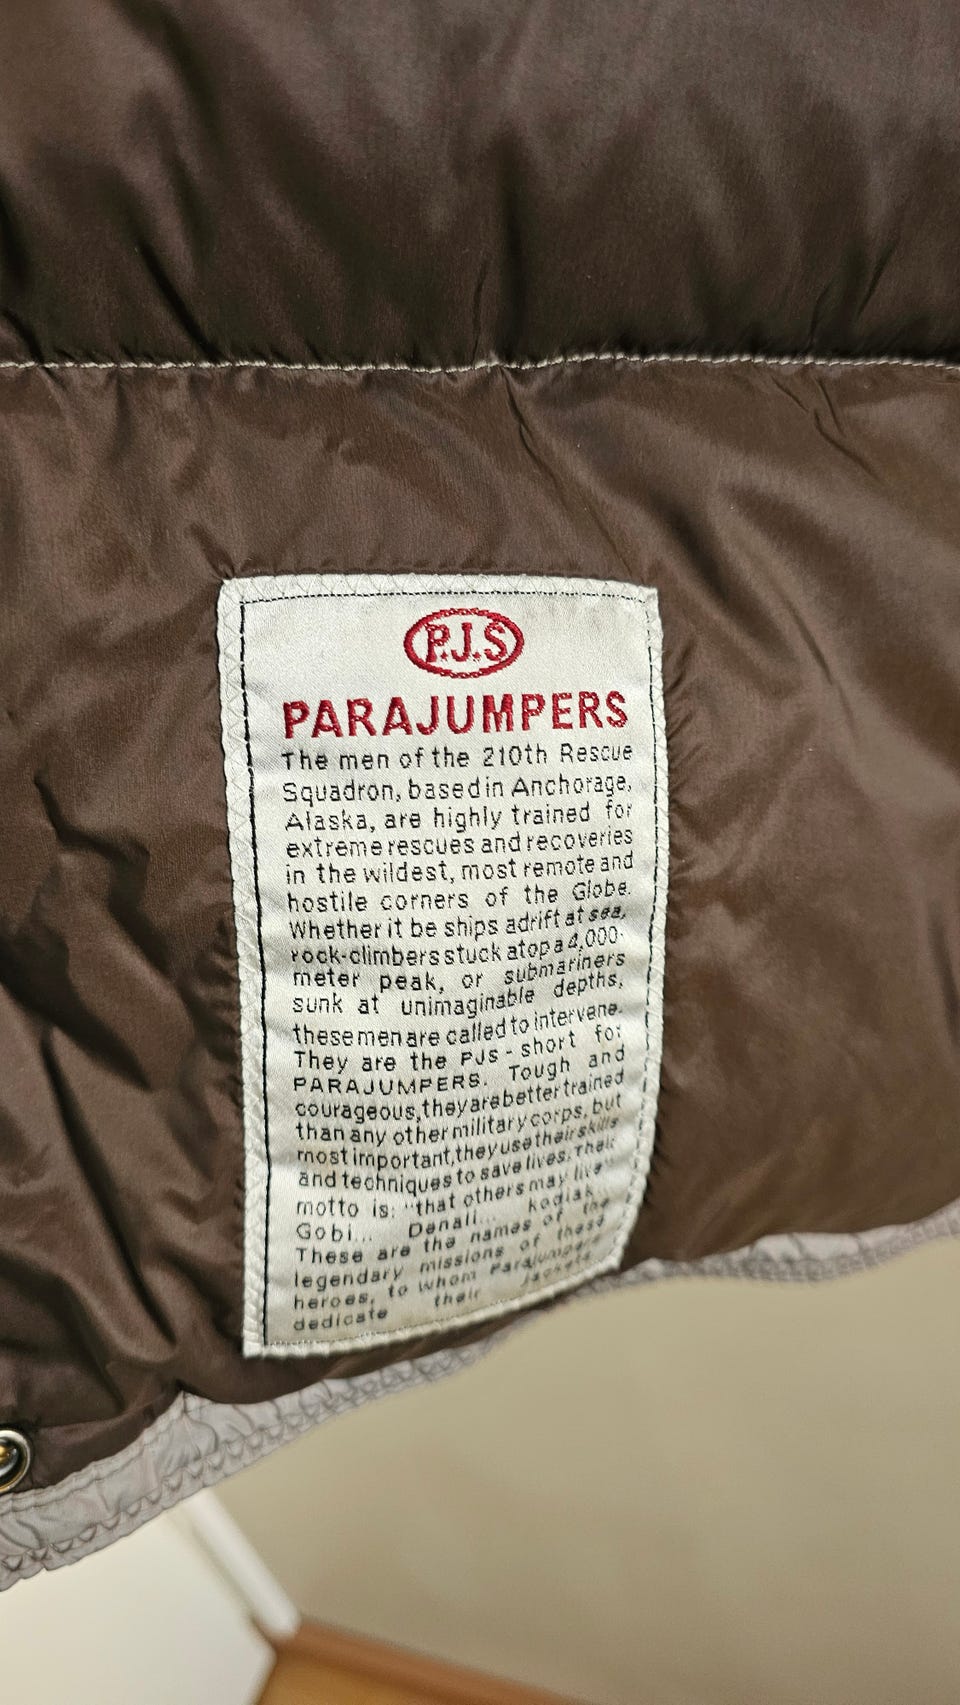 P.J.S
PARAJUMPERS
The men of the 210th Rescue
Squadron, based in Anchorage,
Alaska, are highly trained for
extreme rescues and recoveries
in the wildest, most remote and
hostile corners of the Globe.
Whether it be ships adrift at sea,
rock-climbers stuck atop a 4,000-
meter peak, or submariners
sunk at unimaginable depths,
these men are called to intervene.
They are the PJS - short for
PARAJUMPERS. Tough and
courageous, they are better trained
than any other military corps, but
most important, they use their skills
and techniques to save lives. Their
motto is: "that others may live"
Gobi... Denali... Kodiak...
These are the names of the
legendary missions of these
heroes, to whom Parajumpers
dedicate their jackets.